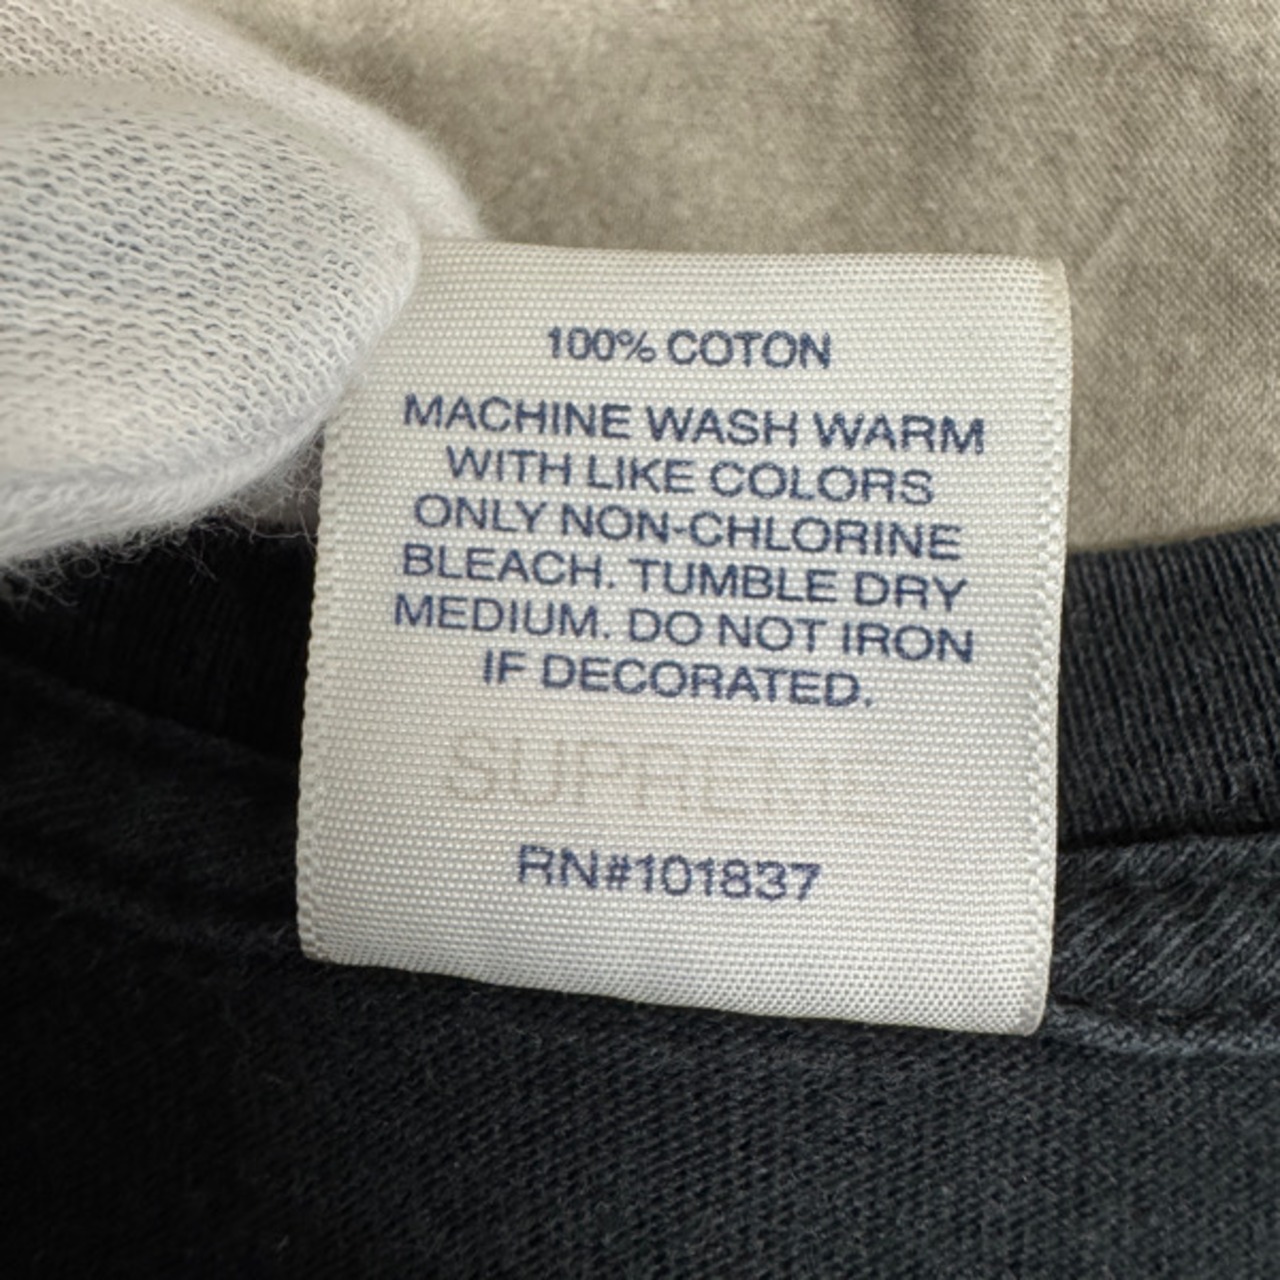 100% COTON
MACHINE WASH WARM
WITH LIKE COLORS
ONLY NON-CHLORINE
BLEACH. TUMBLE DRY
MEDIUM. DO NOT IRON
IF DECORATED.
SUPREME
RN#101837